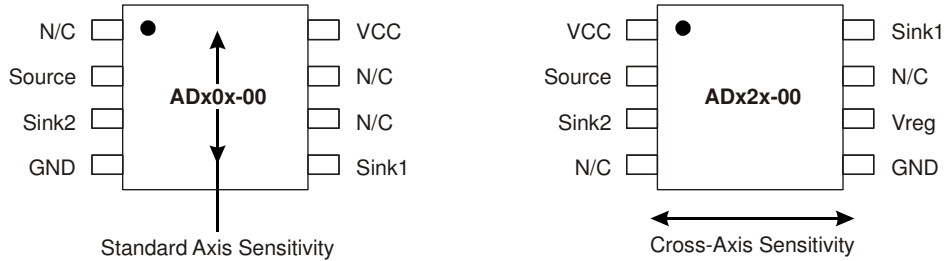 N/C VCC
Source N/C
ADx0x-00
Sink2 N/C
GND Sink1
Standard Axis Sensitivity
VCC Sink1
Source N/C
ADx2x-00
Sink2 Vreg
N/C GND
Cross-Axis Sensitivity